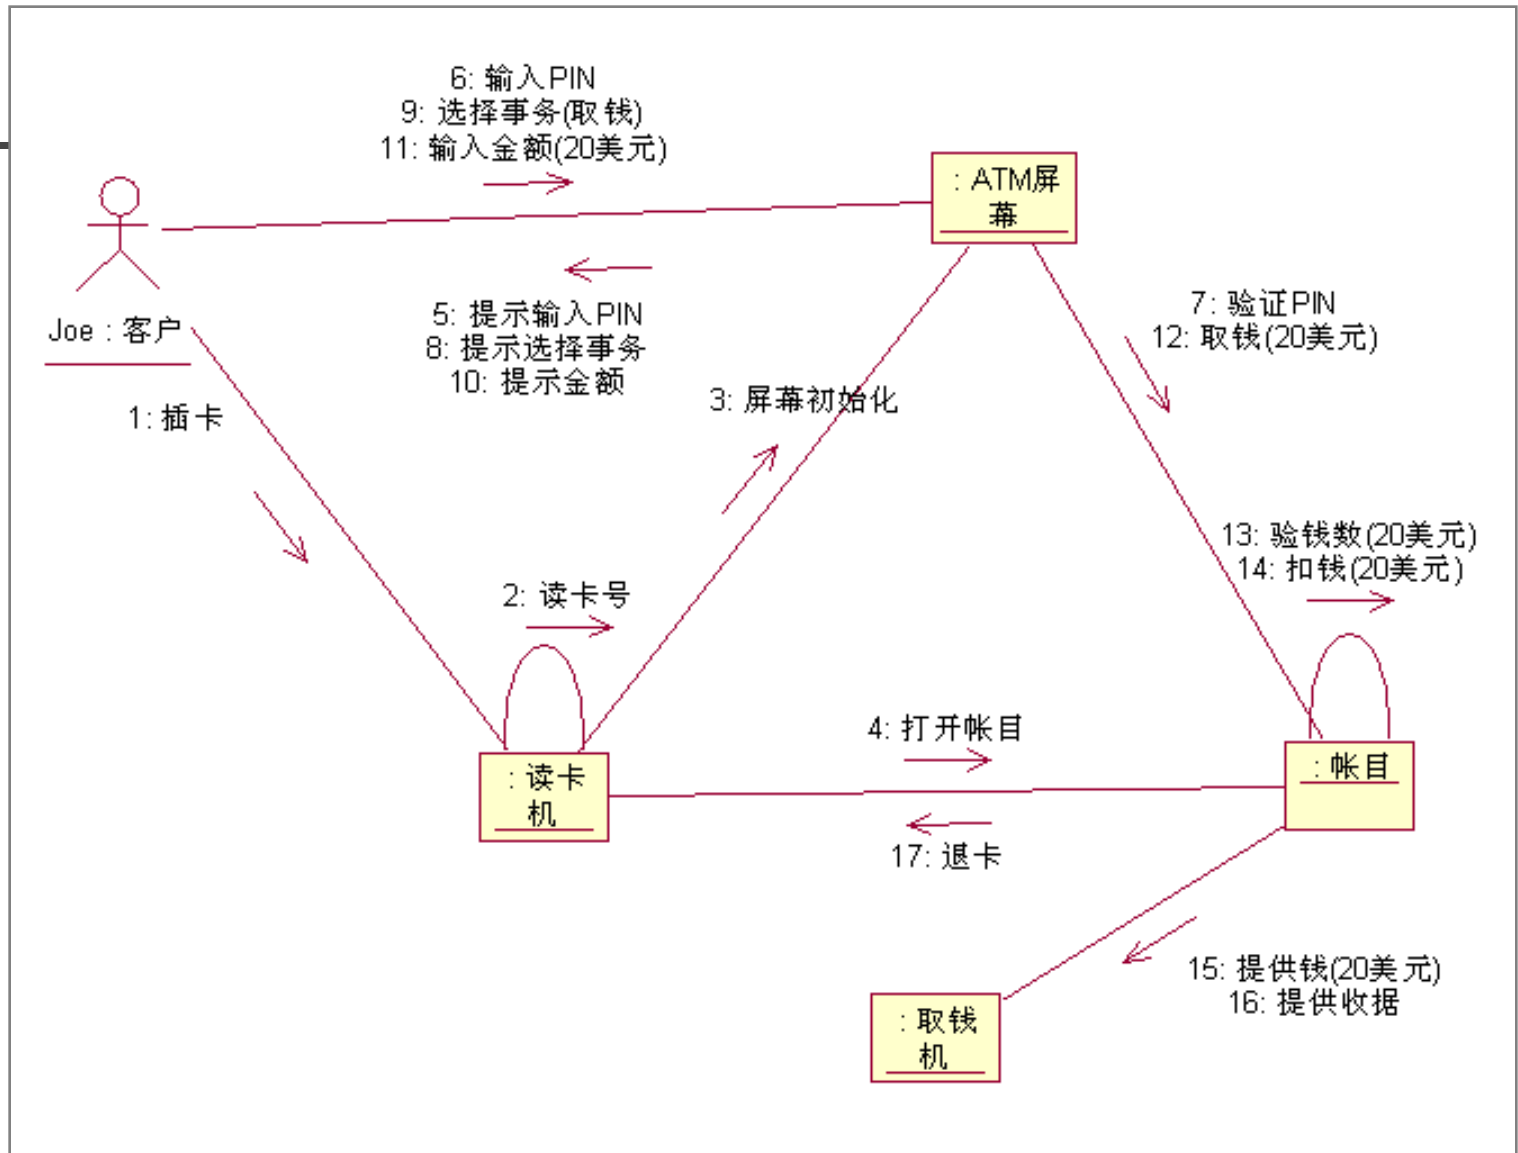 6: 输入PIN
9: 选择事务(取钱)
11: 输入金额(20美元)
: ATM屏
幕
Joe : 客户
5: 提示输入PIN
8: 提示选择事务
10: 提示金额
7: 验证PIN
12: 取钱(20美元)
1: 插卡
3: 屏幕初始化
13: 验钱数(20美元)
14: 扣钱(20美元)
2: 读卡号
4: 打开帐目
: 读卡
机
: 帐目
17: 退卡
15: 提供钱(20美元)
16: 提供收据
: 取钱
机